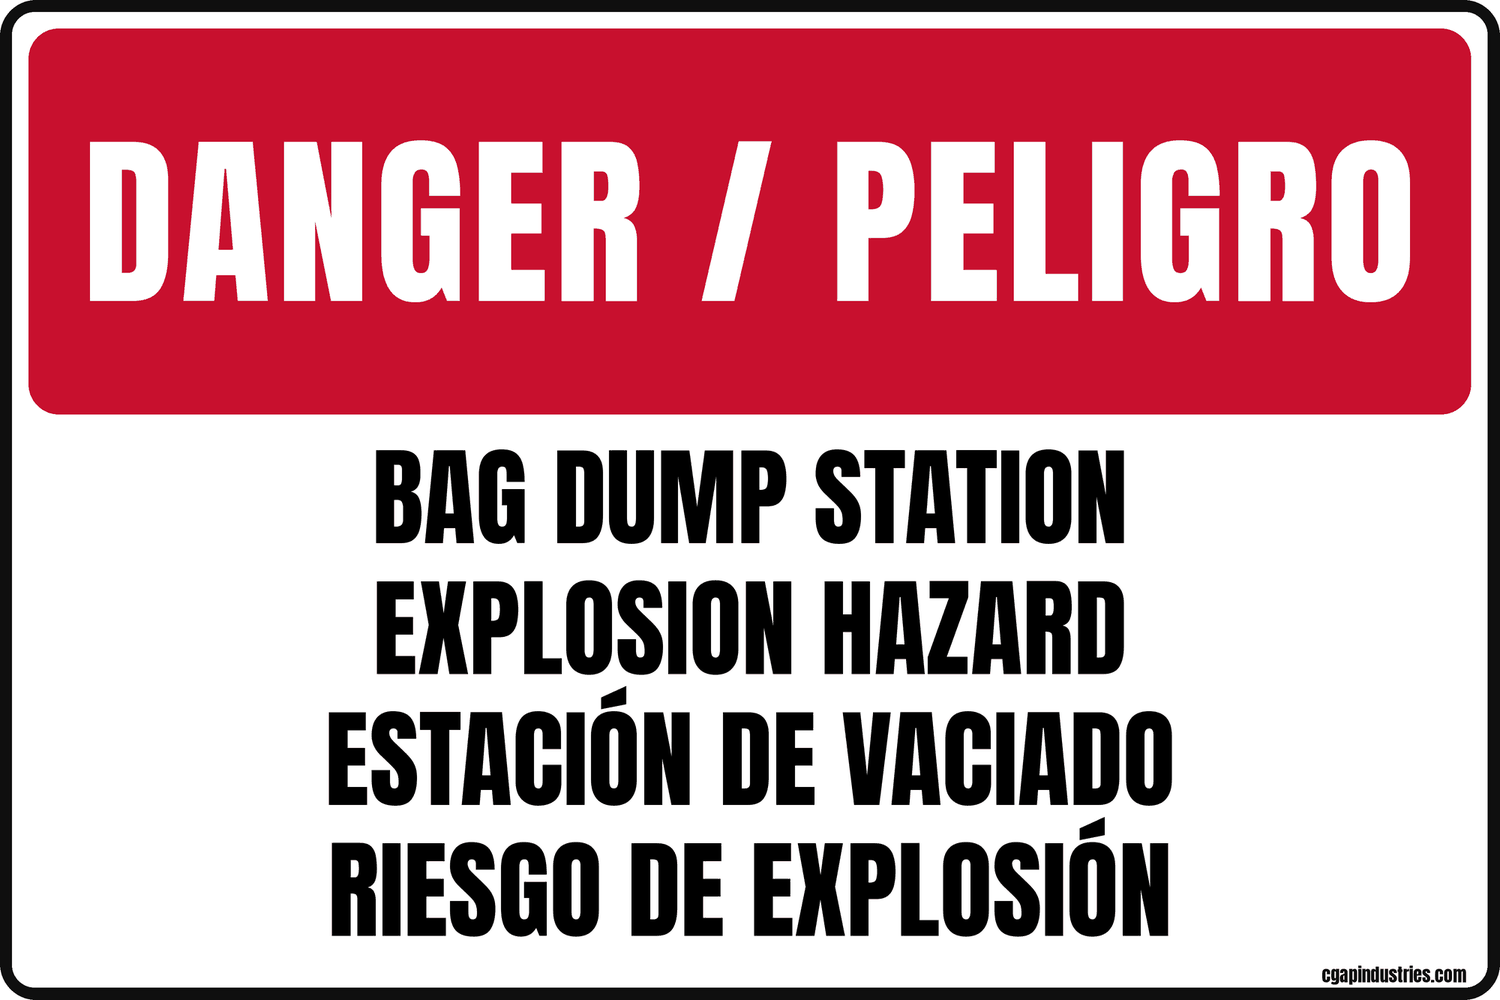 DANGER / PELIGRO
BAG DUMP STATION
EXPLOSION HAZARD
ESTACIÓN DE VACIADO
RIESGO DE EXPLOSIÓN
cgapindustries.com